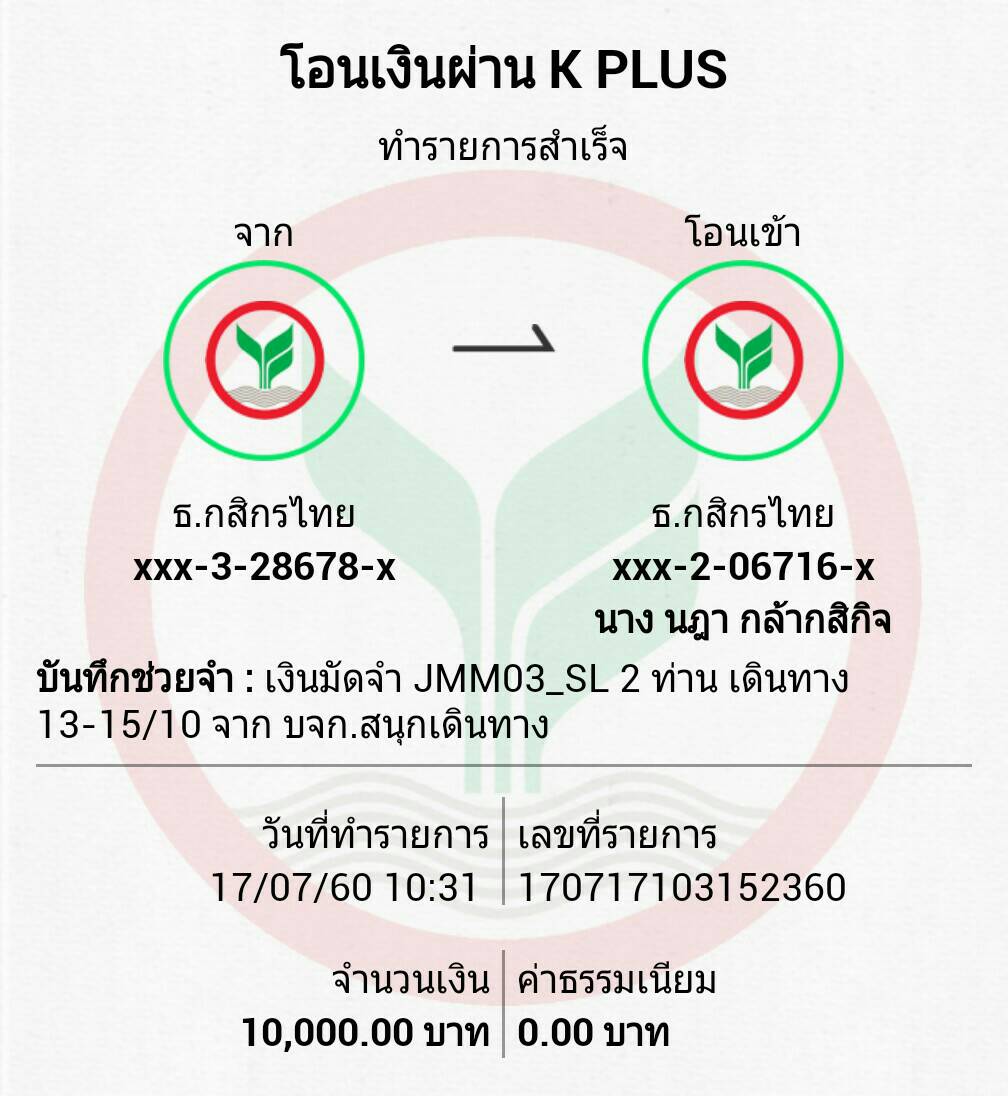 โอนเงินผ่าน K PLUS
ทำรายการสำเร็จ
จาก
โอนเข้า
ธ.กสิกรไทย
xxx-3-28678-x
ธ.กสิกรไทย
xxx-2-06716-x
นาง นฎา กล้ากสิกิจ
บันทึกช่วยจำ : เงินมัดจำ JMM03_SL 2 ท่าน เดินทาง
13-15/10 จาก บจก.สนุกเดินทาง
วันที่ทำรายการ
17/07/60 10:31
เลขที่รายการ
170717103152360
จำนวนเงิน
10,000.00 บาท
ค่าธรรมเนียม
0.00 บาท